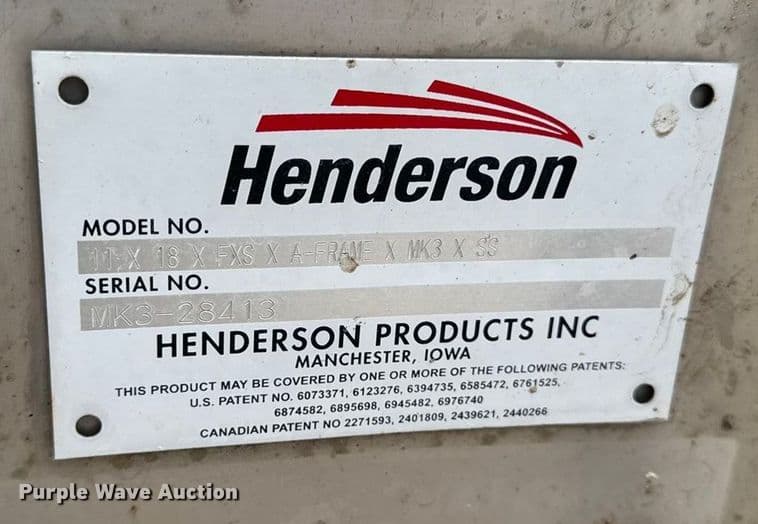 Henderson
MODEL NO.
11 X 18 X FXS X A-FRAME X MK3 X SS
SERIAL NO.
MK3-28413
HENDERSON PRODUCTS INC
MANCHESTER, IOWA
THIS PRODUCT MAY BE COVERED BY ONE OR MORE OF THE FOLLOWING PATENTS:
U.S. PATENT NO. 6073371, 6123276, 6394735, 6585472, 6761525,
6874582, 6895698, 6945482, 6976740
CANADIAN PATENT NO 2271593, 2401809, 2439621, 2440266
Purple Wave Auction